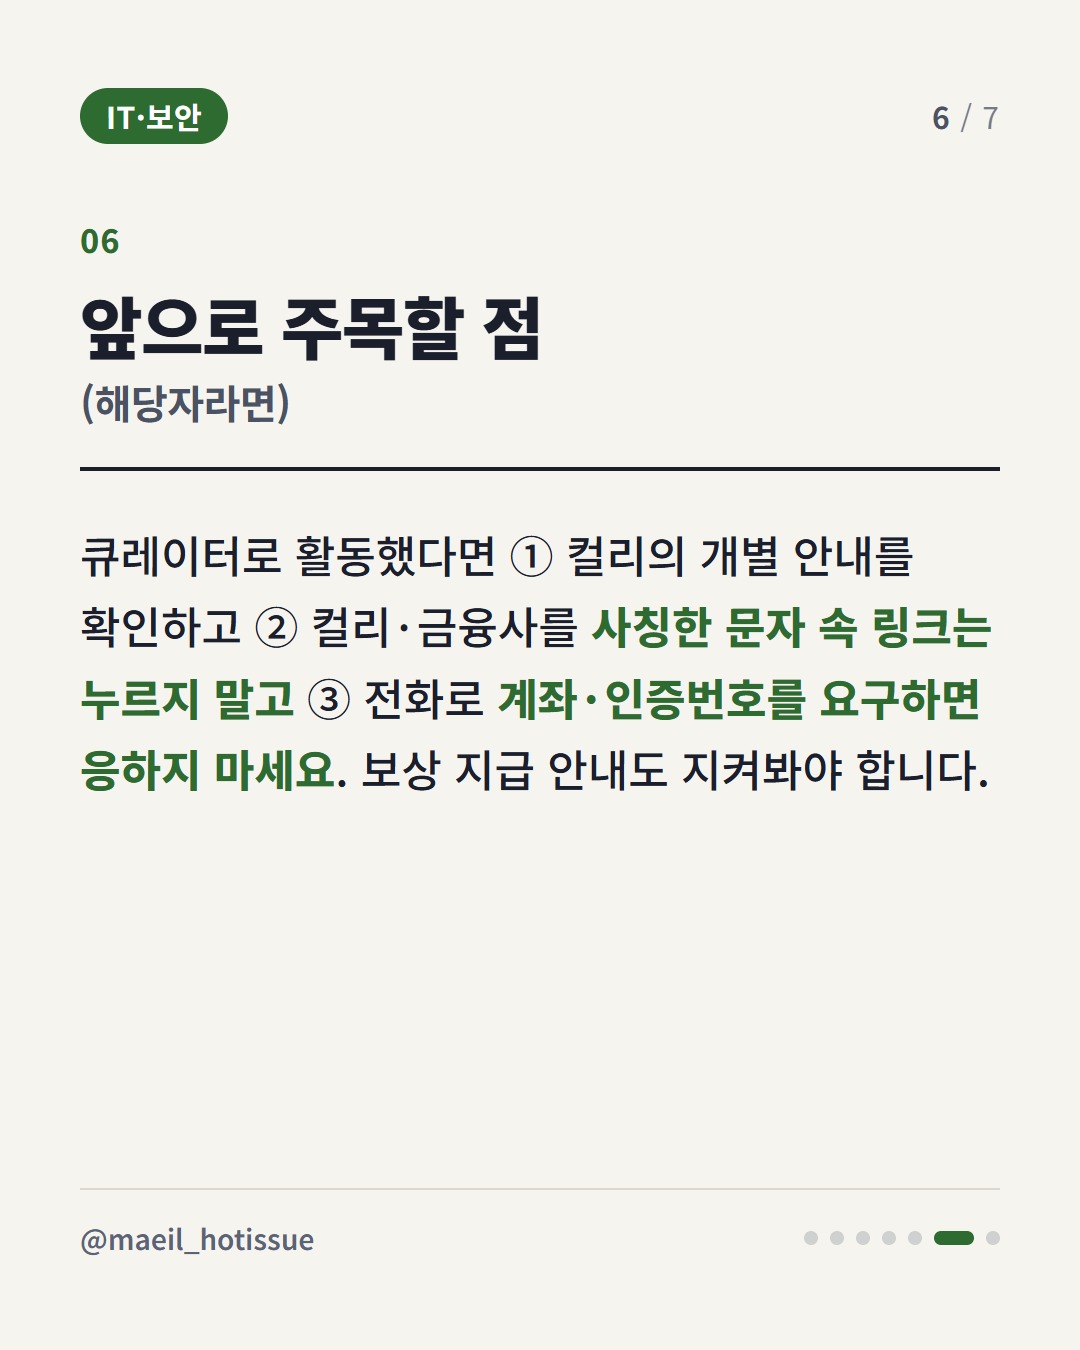 IT·보안
6 / 7
06
앞으로 주목할 점
(해당자라면)
큐레이터로 활동했다면 ① 컬리의 개별 안내를
확인하고 ② 컬리·금융사를 사칭한 문자 속 링크는
누르지 말고 ③ 전화로 계좌·인증번호를 요구하면
응하지 마세요. 보상 지급 안내도 지켜봐야 합니다.
@maeil_hotissue